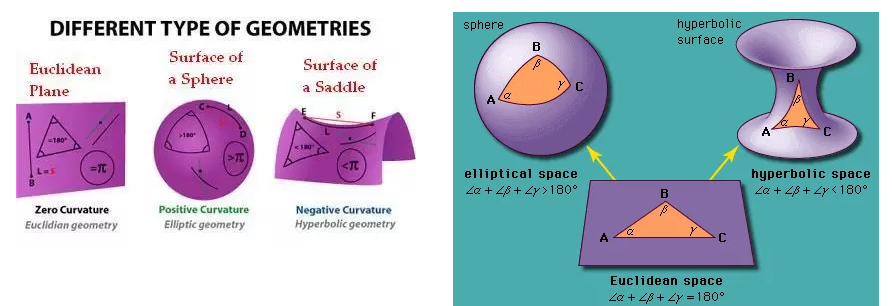 DIFFERENT TYPE OF GEOMETRIES
Euclidean
Plane
Surface of
a Sphere
Surface of
a Saddle
A
=180°
L = S
B
=π
C
L
>180°
D
>π
E
S
F
L
<180°
<π
Zero Curvature
Euclidian geometry
Positive Curvature
Elliptic geometry
Negative Curvature
Hyperbolic geometry
sphere
B
β
A
α
γ
C
elliptical space
∠α + ∠β + ∠γ > 180°
hyperbolic
surface
B
β
A
α
γ
C
hyperbolic space
∠α + ∠β + ∠γ < 180°
B
β
A
α
γ
C
Euclidean space
∠α + ∠β + ∠γ = 180°